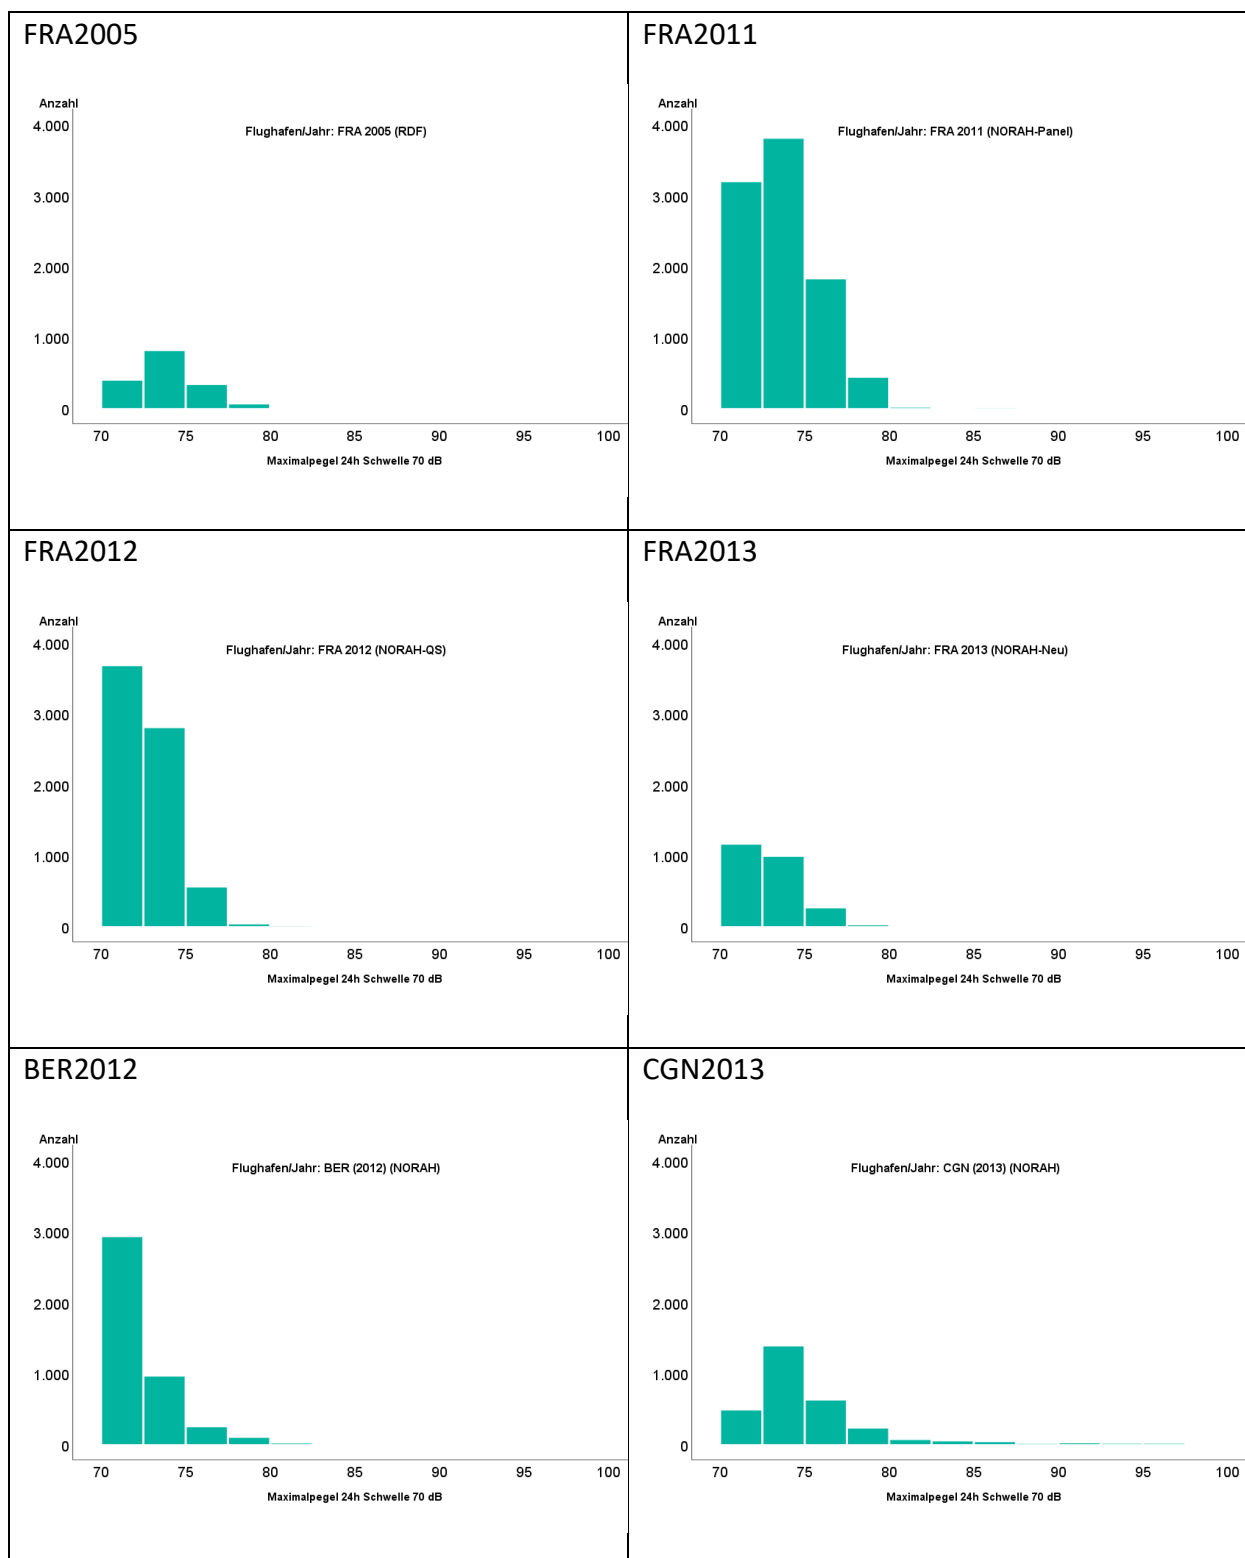 FRA2005
Anzahl
Flughafen/Jahr: FRA 2005 (RDF)
4.000
3.000
2.000
1.000
0
70 75 80 85 90 95 100
Maximalpegel 24h Schwelle 70 dB
FRA2011
Anzahl
Flughafen/Jahr: FRA 2011 (NORAH-Panel)
4.000
3.000
2.000
1.000
0
70 75 80 85 90 95 100
Maximalpegel 24h Schwelle 70 dB
FRA2012
Anzahl
Flughafen/Jahr: FRA 2012 (NORAH-QS)
4.000
3.000
2.000
1.000
0
70 75 80 85 90 95 100
Maximalpegel 24h Schwelle 70 dB
FRA2013
Anzahl
Flughafen/Jahr: FRA 2013 (NORAH-Neu)
4.000
3.000
2.000
1.000
0
70 75 80 85 90 95 100
Maximalpegel 24h Schwelle 70 dB
BER2012
Anzahl
Flughafen/Jahr: BER (2012) (NORAH)
4.000
3.000
2.000
1.000
0
70 75 80 85 90 95 100
Maximalpegel 24h Schwelle 70 dB
CGN2013
Anzahl
Flughafen/Jahr: CGN (2013) (NORAH)
4.000
3.000
2.000
1.000
0
70 75 80 85 90 95 100
Maximalpegel 24h Schwelle 70 dB